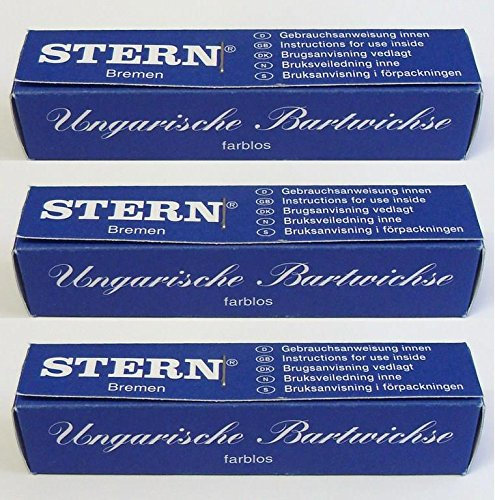 STERN®
Bremen
D Gebrauchsanweisung innen
GB Instructions for use inside
DK Brugsanvisning vedlagt
N Bruksveiledning inne
S Bruksanvisning i förpackningen
Ungarische Bartwichse
farblos
STERN®
Bremen
D Gebrauchsanweisung innen
GB Instructions for use inside
DK Brugsanvisning vedlagt
N Bruksveiledning inne
S Bruksanvisning i förpackningen
Ungarische Bartwichse
farblos
STERN®
Bremen
D Gebrauchsanweisung innen
GB Instructions for use inside
DK Brugsanvisning vedlagt
N Bruksveiledning inne
S Bruksanvisning i förpackningen
Ungarische Bartwichse
farblos